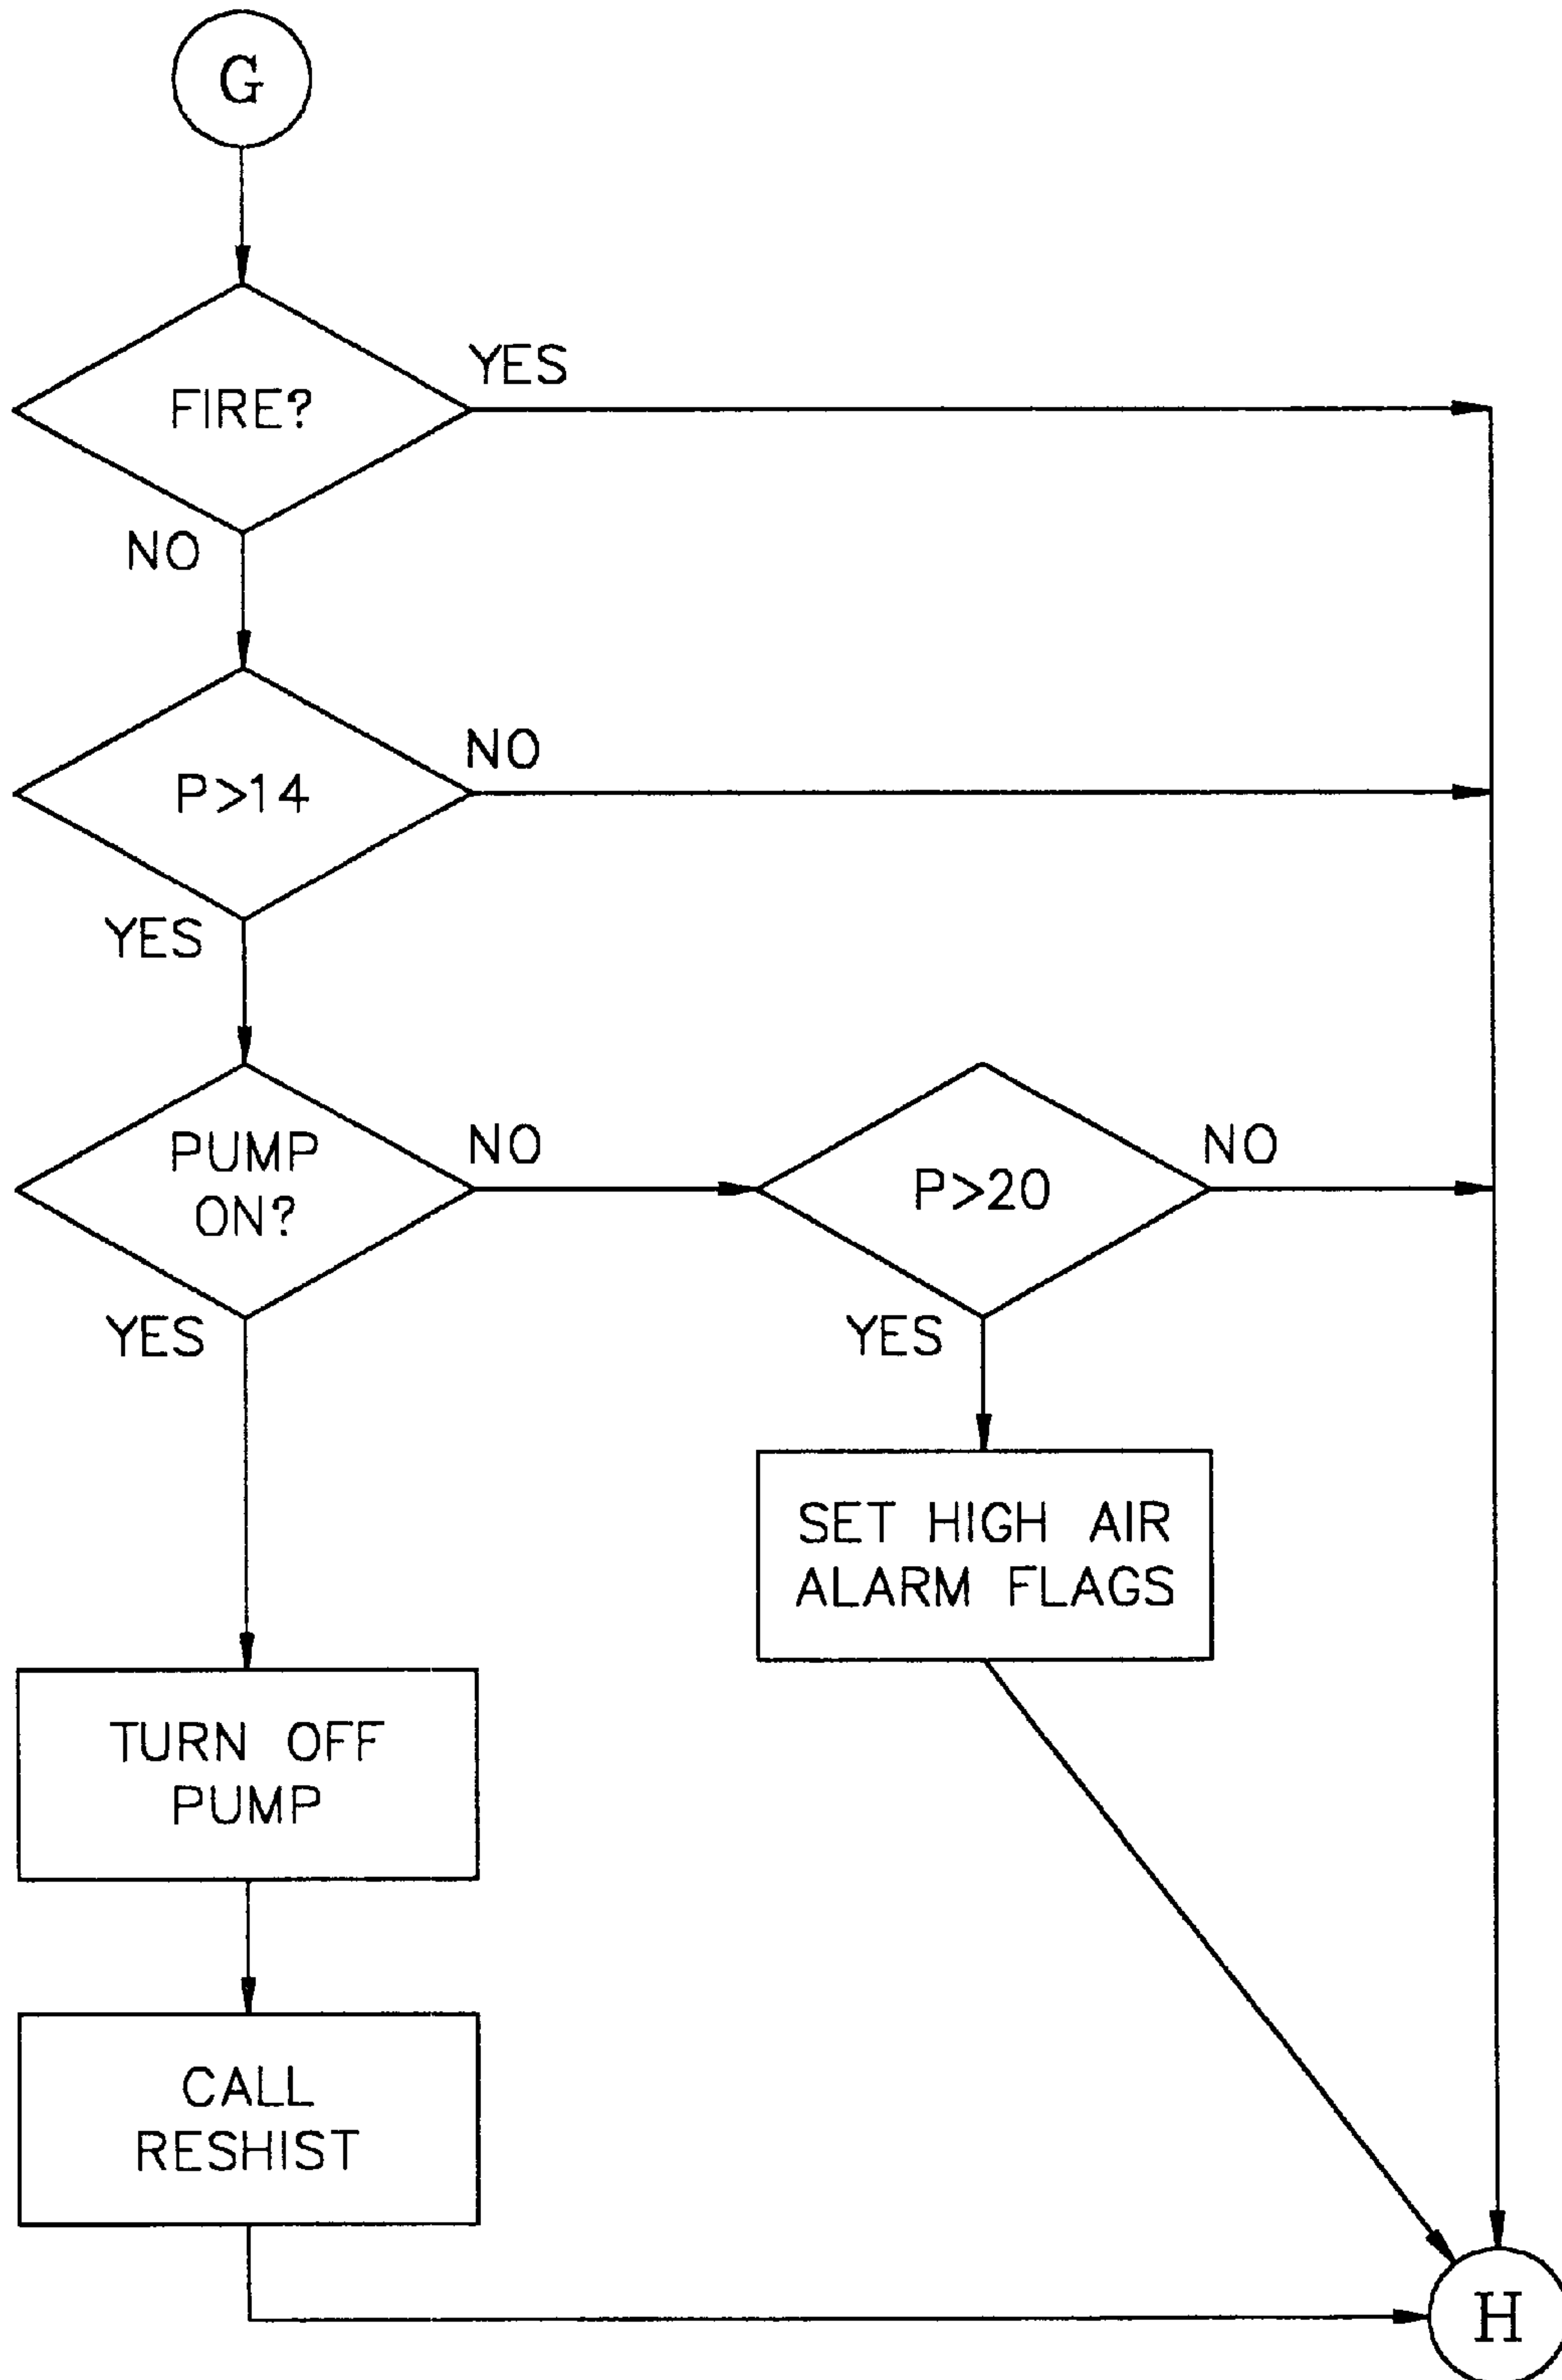 G
FIRE?
YES
NO
P>14
NO
YES
PUMP
ON?
NO
YES
P>20
NO
YES
SET HIGH AIR
ALARM FLAGS
TURN OFF
PUMP
CALL
RESHIST
H